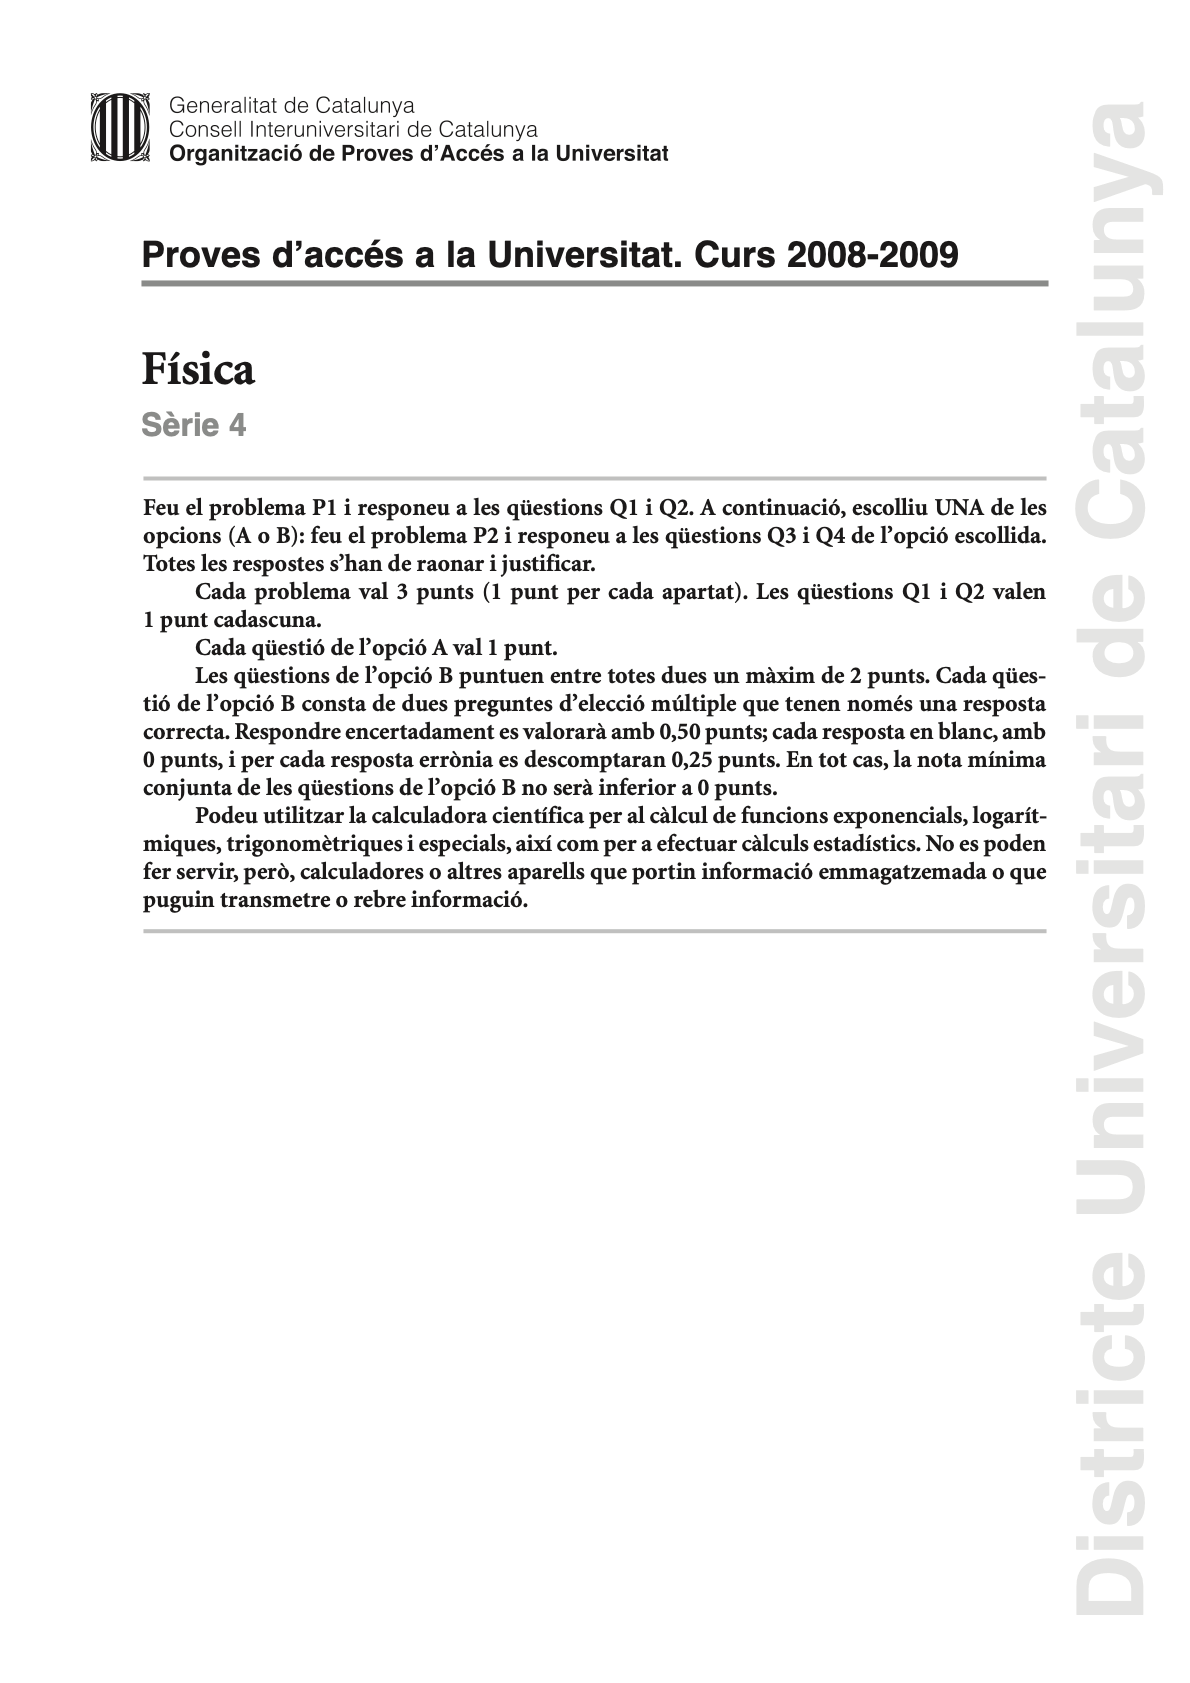 Generalitat de Catalunya
Consell Interuniversitari de Catalunya
Organització de Proves d’Accés a la Universitat
Proves d’accés a la Universitat. Curs 2008-2009
Física
Sèrie 4
Feu el problema P1 i responeu a les qüestions Q1 i Q2. A continuació, escolliu UNA de les
opcions (A o B): feu el problema P2 i responeu a les qüestions Q3 i Q4 de l’opció escollida.
Totes les respostes s’han de raonar i justificar.
Cada problema val 3 punts (1 punt per cada apartat). Les qüestions Q1 i Q2 valen
1 punt cadascuna.
Cada qüestió de l’opció A val 1 punt.
Les qüestions de l’opció B puntuen entre totes dues un màxim de 2 punts. Cada qües-
tió de l’opció B consta de dues preguntes d’elecció múltiple que tenen només una resposta
correcta. Respondre encertadament es valorarà amb 0,50 punts; cada resposta en blanc, amb
0 punts, i per cada resposta errònia es descomptaran 0,25 punts. En tot cas, la nota mínima
conjunta de les qüestions de l’opció B no serà inferior a 0 punts.
Podeu utilitzar la calculadora científica per al càlcul de funcions exponencials, logarít-
miques, trigonomètriques i especials, així com per a efectuar càlculs estadístics. No es poden
fer servir, però, calculadores o altres aparells que portin informació emmagatzemada o que
puguin transmetre o rebre informació.
Districte Universitari de Catalunya